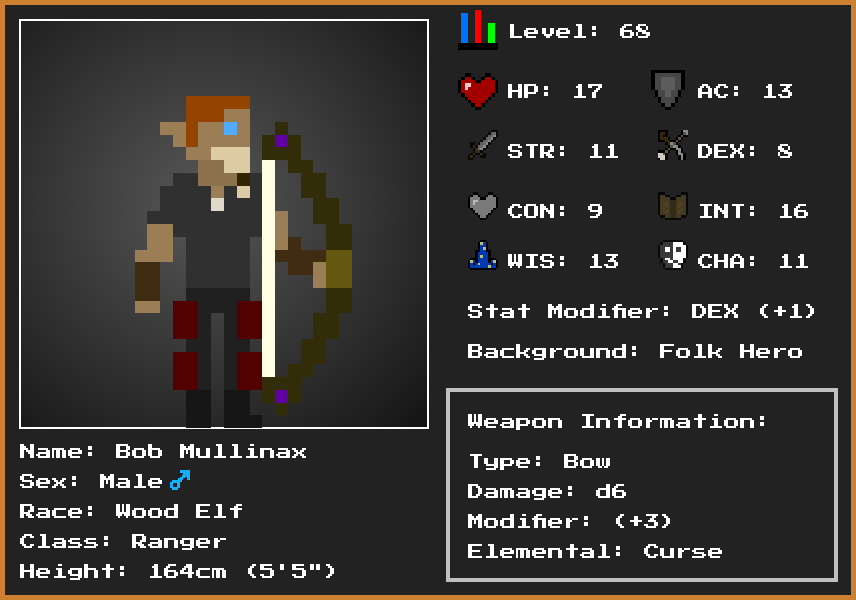 Level: 68
HP: 17
AC: 13
STR: 11
DEX: 8
CON: 9
INT: 16
WIS: 13
CHA: 11
Stat Modifier: DEX (+1)
Background: Folk Hero
Weapon Information:
Type: Bow
Damage: d6
Modifier: (+3)
Elemental: Curse
Name: Bob Mullinax
Sex: Male ♂
Race: Wood Elf
Class: Ranger
Height: 164cm (5'5")